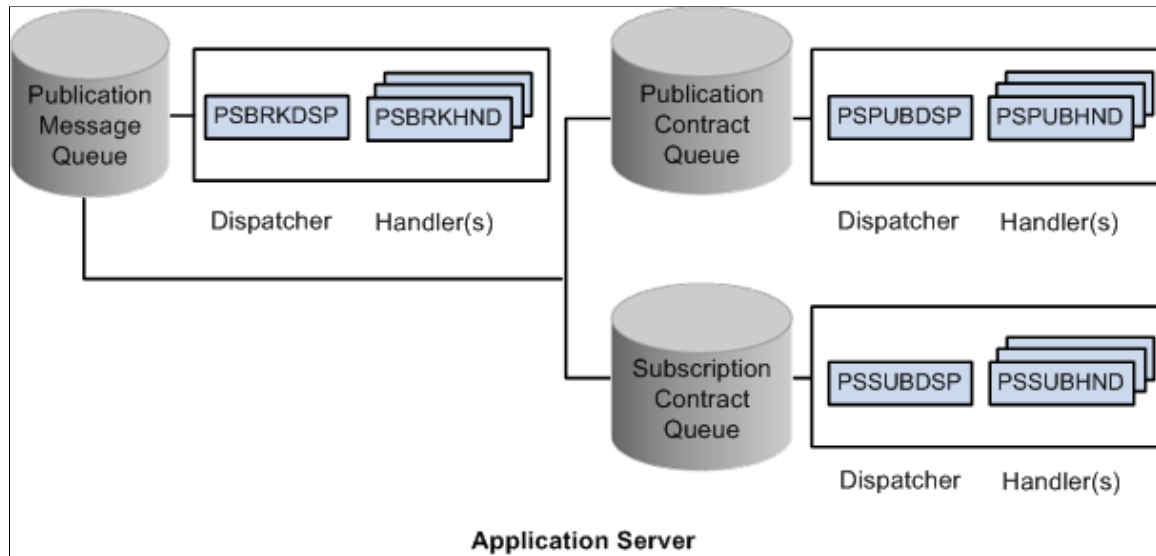 Publication
Message
Queue
PSBRKDSP
PSBRKHND
Dispatcher
Handler(s)
Publication
Contract
Queue
PSPUBDSP
PSPUBHND
Dispatcher
Handler(s)
Subscription
Contract
Queue
PSSUBDSP
PSSUBHND
Dispatcher
Handler(s)
Application Server